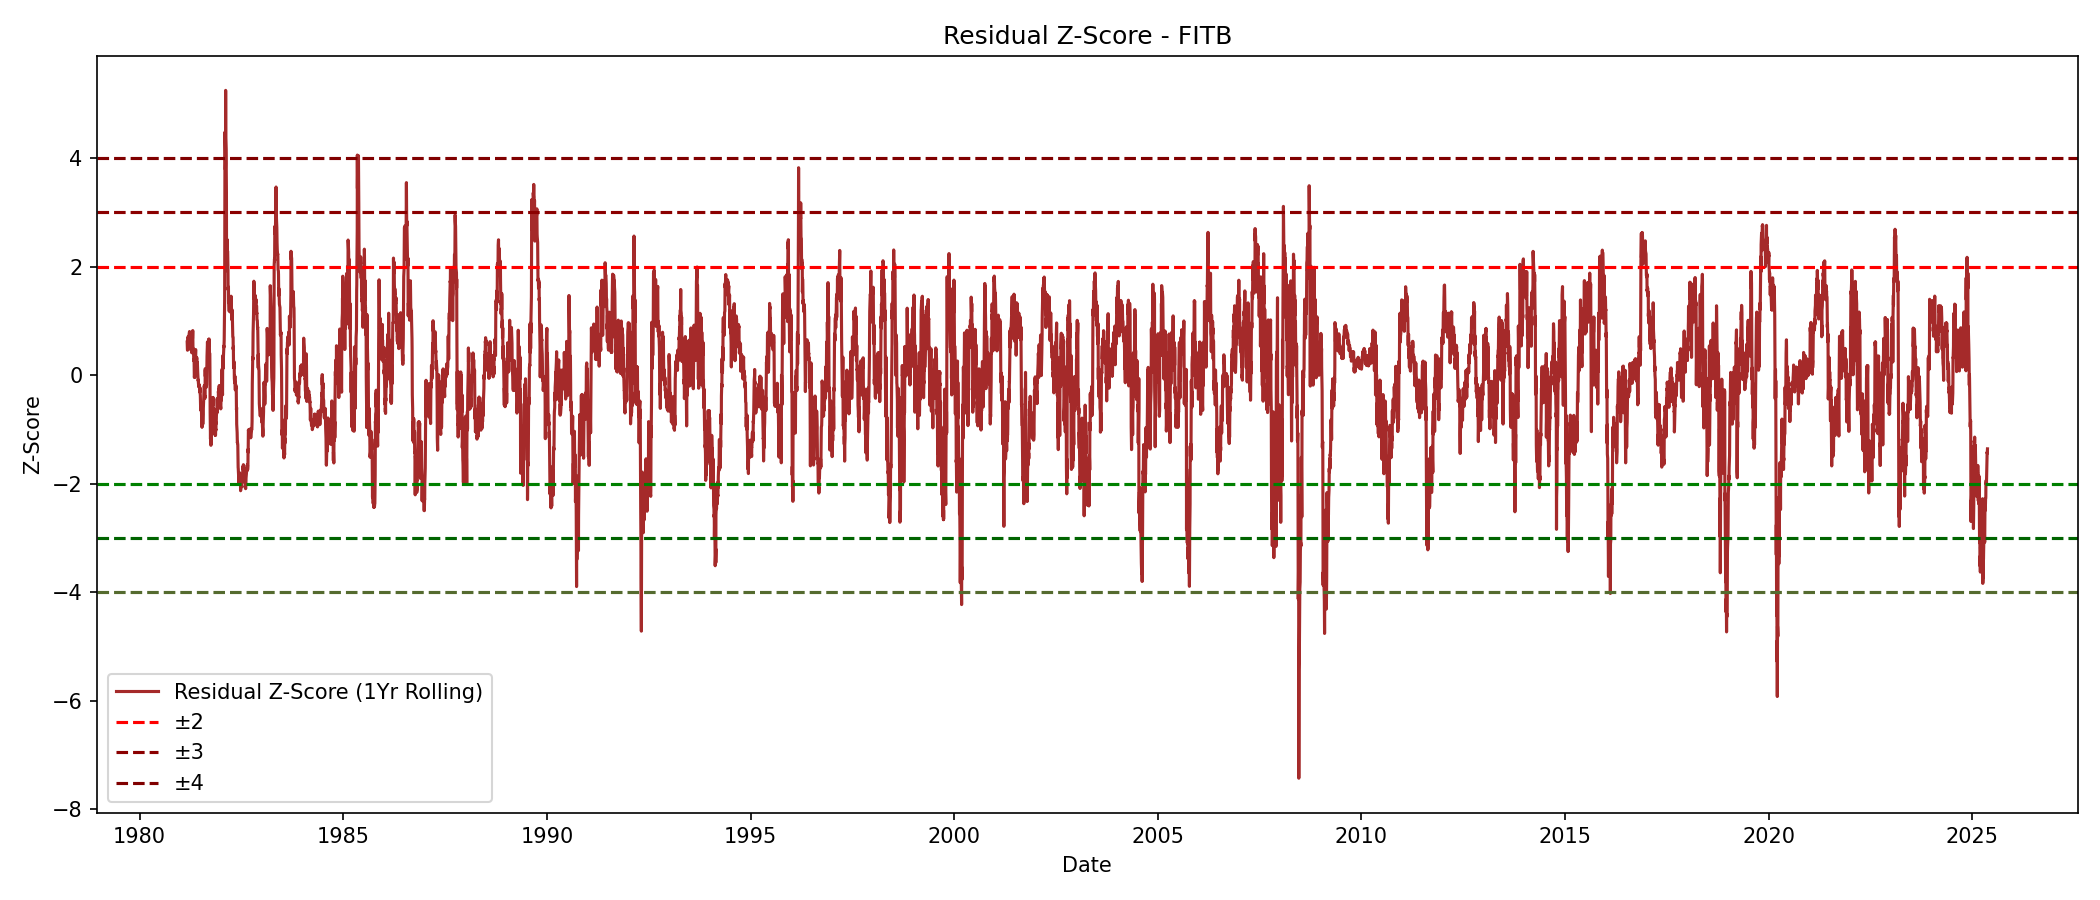 Residual Z-Score - FITB
Z-Score
4
2
0
−2
−4
−6
−8
Residual Z-Score (1Yr Rolling)
±2
±3
±4
1980 1985 1990 1995 2000 2005 2010 2015 2020 2025
Date